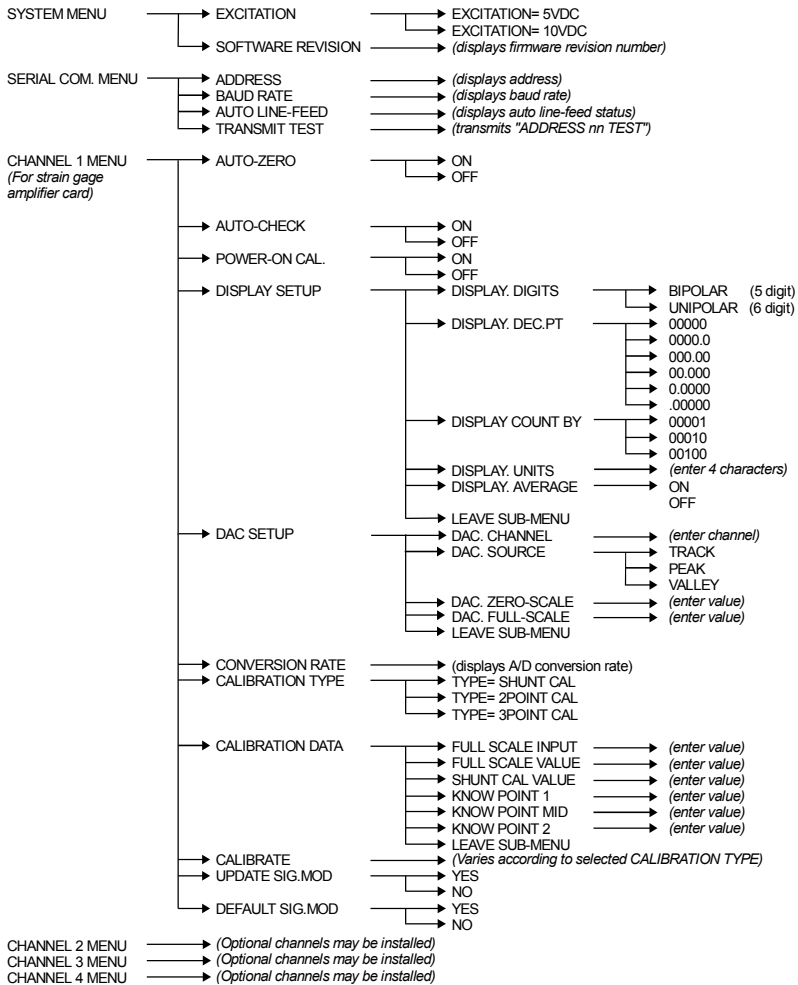 SYSTEM MENU EXCITATION EXCITATION= 5VDC
EXCITATION= 10VDC
SOFTWARE REVISION (displays firmware revision number)
SERIAL COM. MENU ADDRESS (displays address)
BAUD RATE (displays baud rate)
AUTO LINE-FEED (displays auto line-feed status)
TRANSMIT TEST (transmits "ADDRESS nn TEST")
CHANNEL 1 MENU AUTO-ZERO ON
(For strain gage OFF
amplifier card)
AUTO-CHECK ON
OFF
POWER-ON CAL. ON
OFF
DISPLAY SETUP DISPLAY. DIGITS BIPOLAR (5 digit)
UNIPOLAR (6 digit)
DISPLAY. DEC.PT 00000
0000.0
000.00
00.000
0.0000
.00000
DISPLAY COUNT BY 00001
00010
00100
DISPLAY. UNITS (enter 4 characters)
DISPLAY. AVERAGE ON
OFF
LEAVE SUB-MENU
DAC SETUP DAC. CHANNEL (enter channel)
DAC. SOURCE TRACK
PEAK
VALLEY
DAC. ZERO-SCALE (enter value)
DAC. FULL-SCALE (enter value)
LEAVE SUB-MENU
CONVERSION RATE (displays A/D conversion rate)
CALIBRATION TYPE TYPE= SHUNT CAL
TYPE= 2POINT CAL
TYPE= 3POINT CAL
CALIBRATION DATA FULL SCALE INPUT (enter value)
FULL SCALE VALUE (enter value)
SHUNT CAL VALUE (enter value)
KNOW POINT 1 (enter value)
KNOW POINT MID (enter value)
KNOW POINT 2 (enter value)
LEAVE SUB-MENU
CALIBRATE (Varies according to selected CALIBRATION TYPE)
UPDATE SIG.MOD YES
NO
DEFAULT SIG.MOD YES
NO
CHANNEL 2 MENU (Optional channels may be installed)
CHANNEL 3 MENU (Optional channels may be installed)
CHANNEL 4 MENU (Optional channels may be installed)